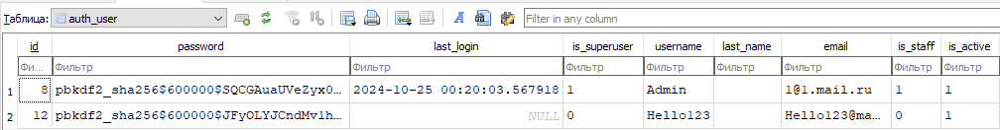 Таблица: auth_user Filter in any column
id password last_login is_superuser username last_name email is_staff is_active
Фи... Фильтр Фильтр Фильтр Фильтр Фильтр Фильтр Фильтр Фильтр
1 8 pbkdf2_sha256$600000$SQCGAuaUVeZyx0... 2024-10-25 00:20:03.567918 1 Admin 1@1.mail.ru 1 1
2 12 pbkdf2_sha256$600000$JFyOLYJCndMv1h... NULL 0 Hello123 Hello123@ma... 0 1